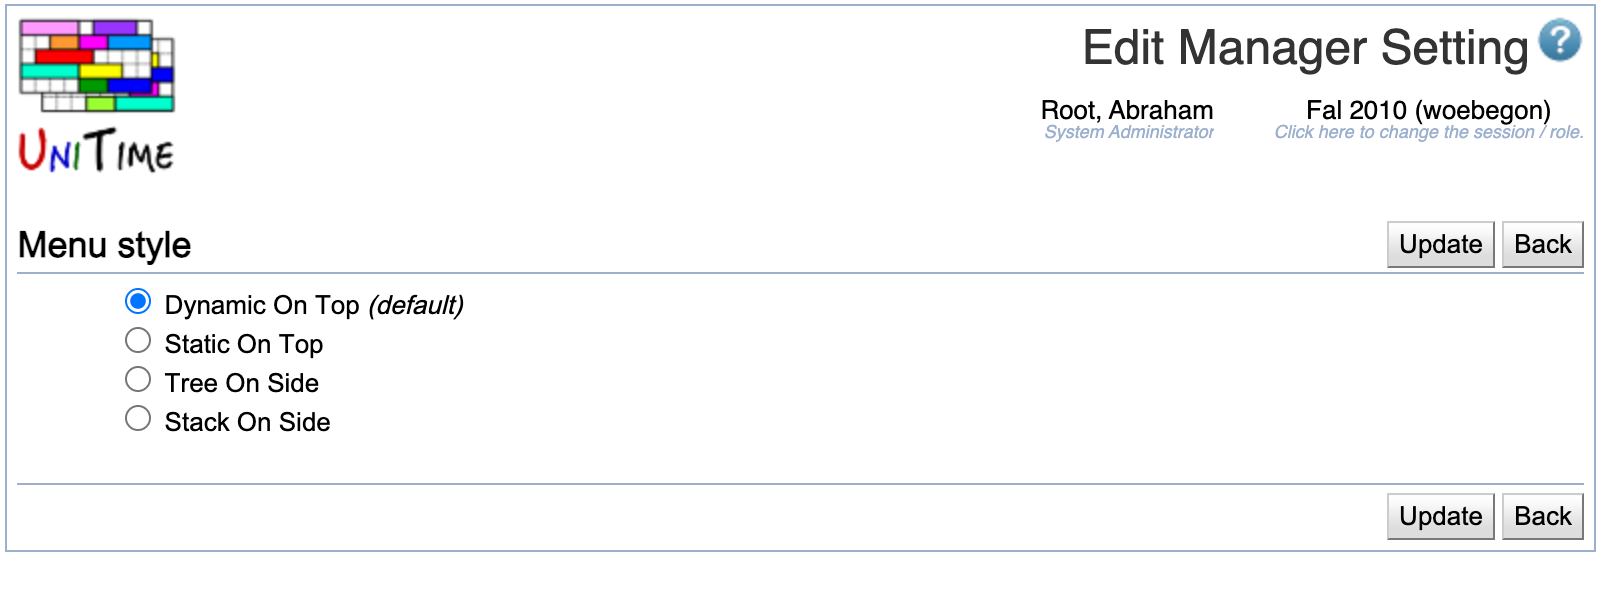 Edit Manager Setting ?
Root, Abraham
System Administrator
Fal 2010 (woebegon)
Click here to change the session / role.
UniTime
Menu style
Update Back
Dynamic On Top (default)
Static On Top
Tree On Side
Stack On Side
Update Back